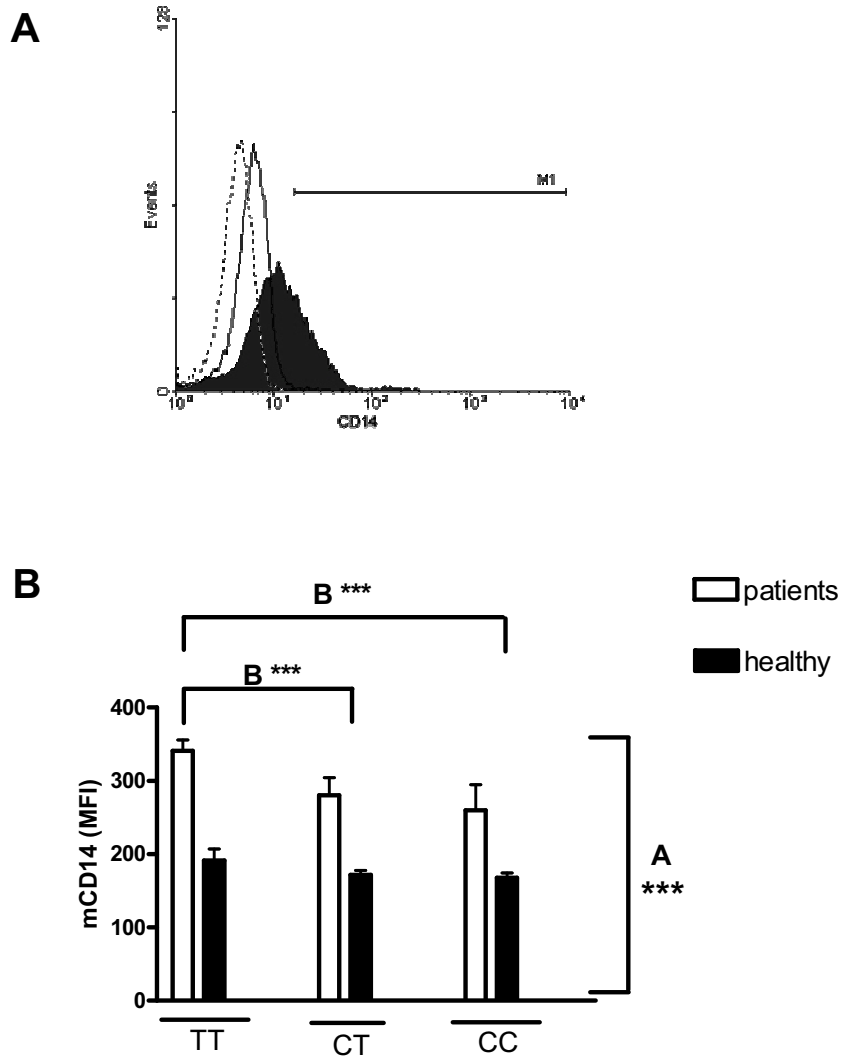 A
128
Events
M1
0
10⁰ 10¹ 10² 10³ 10⁴
CD14
B
B ***
patients
healthy
B ***
400
300
200
100
0
mCD14 (MFI)
A
***
TT CT CC